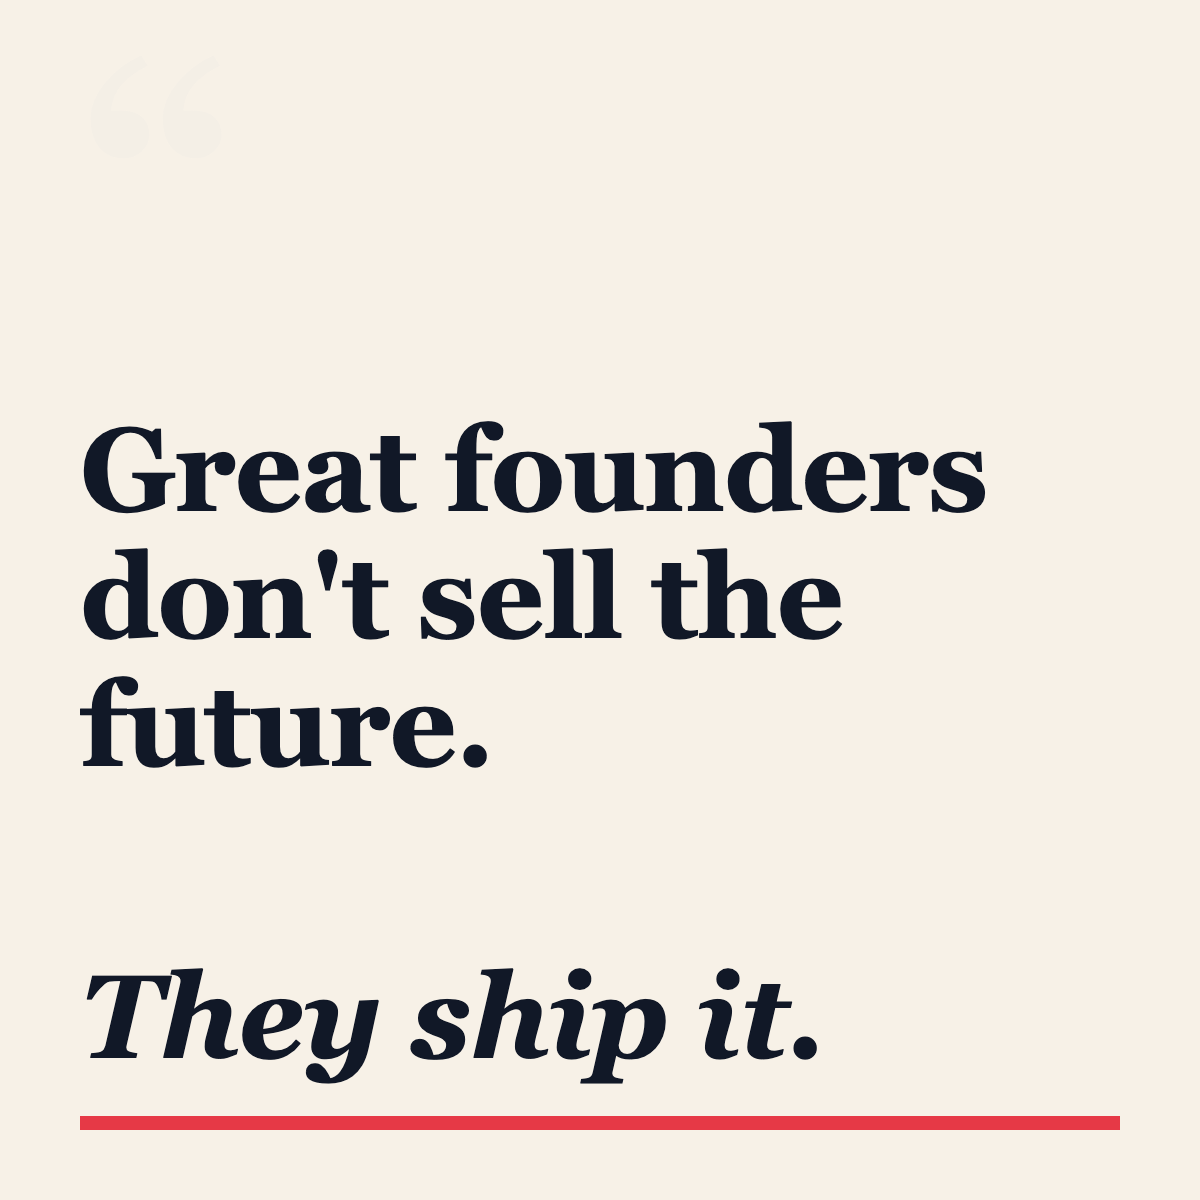 “
Great founders
don't sell the
future.
They ship it.